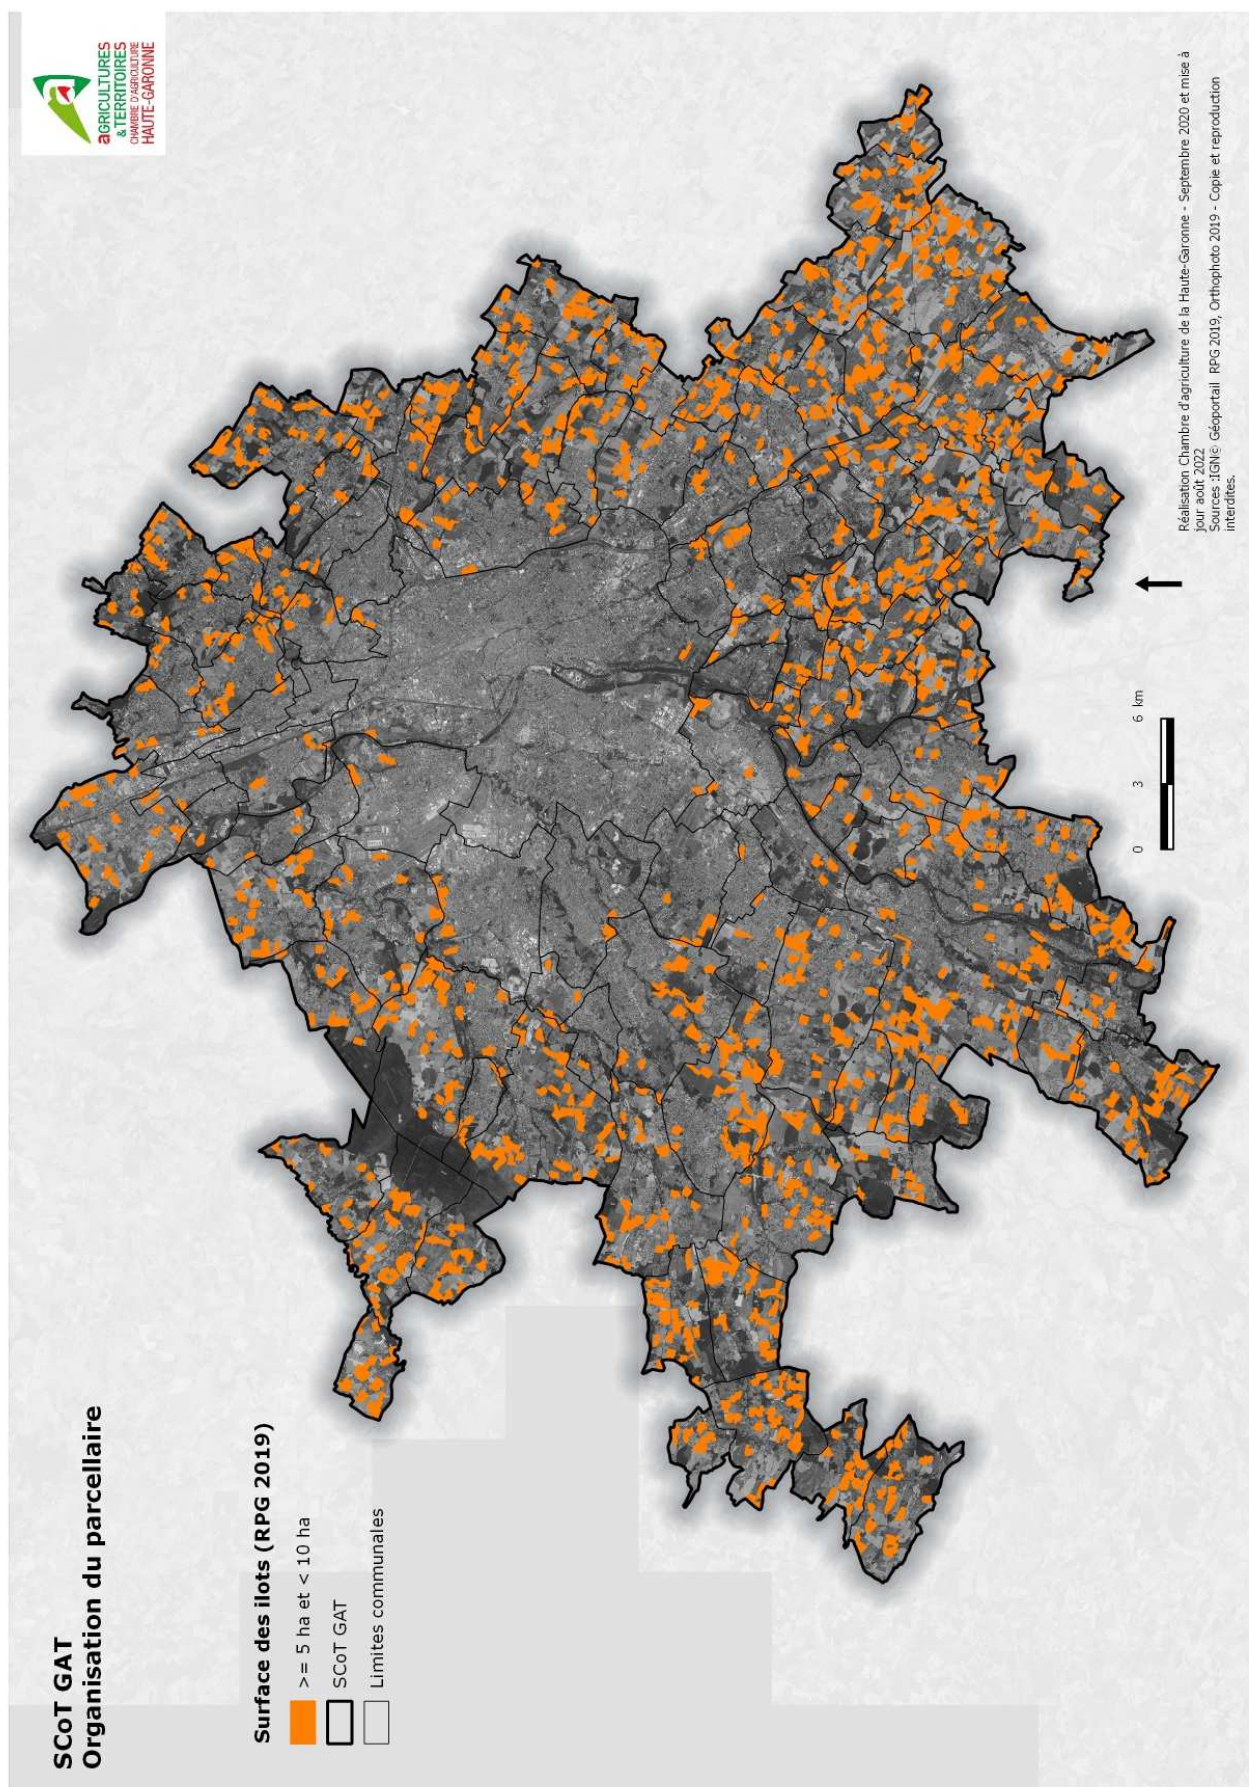 SCoT GAT
Organisation du parcellaire
Surface des ilots (RPG 2019)
>= 5 ha et < 10 ha
SCoT GAT
Limites communales
aGRICULTURES
& TERRITOIRES
CHAMBRE D'AGRICULTURE
HAUTE-GARONNE
0 3 6 km
Réalisation Chambre d'agriculture de la Haute-Garonne - Septembre 2020 et mise à
jour août 2022
Sources :IGN© Géoportail RPG 2019, Orthophoto 2019 - Copie et reproduction
interdites.